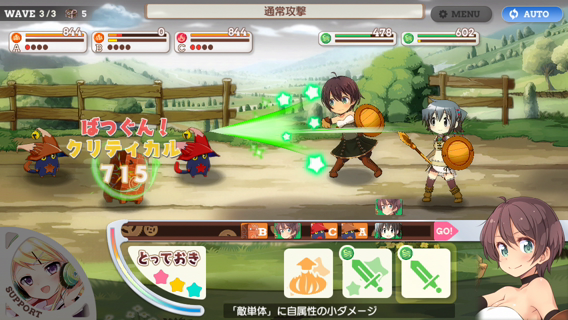 WAVE 3/3 5
通常攻撃
MENU
AUTO
844 0 844 478 602
A B C
ばつぐん!
クリティカル
715
B C A GO!
とっておき
SUPPORT
「敵単体」に自属性の小ダメージ